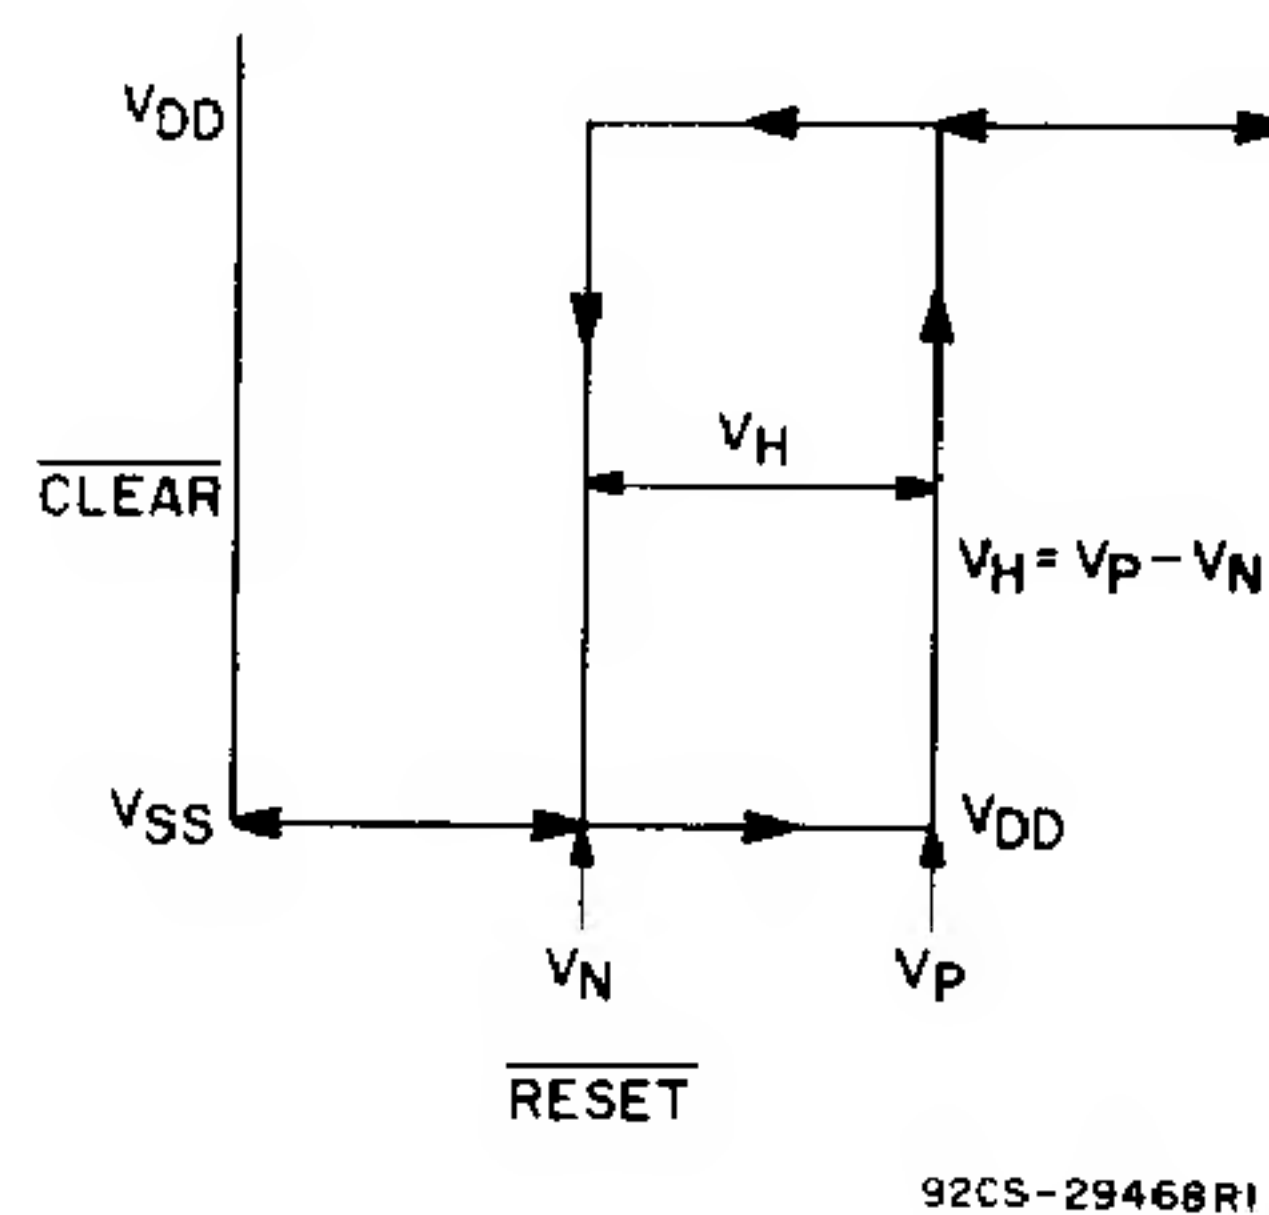 VDD
VH
CLEAR
VH = VP - VN
VSS
VDD
VN
VP
RESET
92CS-29468R1